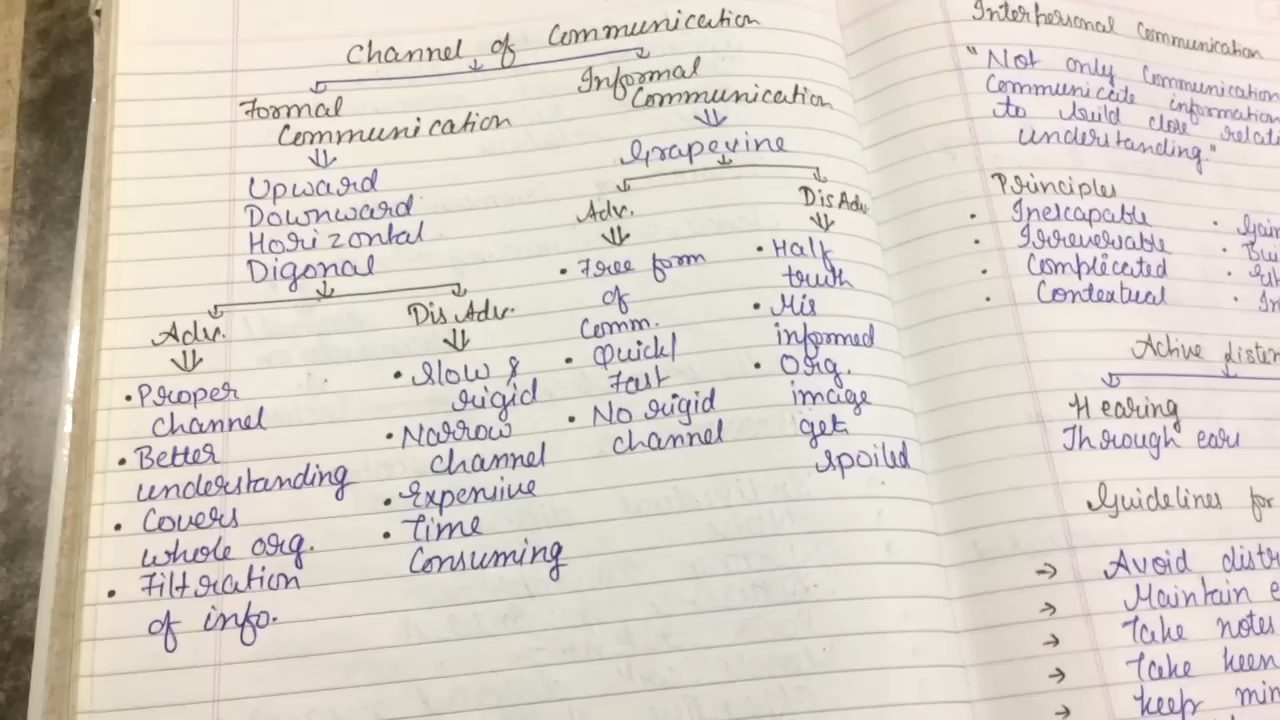 Channel of Communication
Formal
Communication
Upward
Downward
Horizontal
Digonal
Adv.
• Proper
channel
• Better
understanding
• Covers
whole org.
• Filtration
of info.
Dis Adv.
• Slow &
rigid
• Narrow
channel
• Expensive
• Time
Consuming
Informal
Communication
Grapevine
Adv.
• Free form
of
Comm.
• Quick/
Fast
• No rigid
channel
Dis Adv.
• Half
truth
• Mis
informed
• Org.
image
get
spoiled
Interpersonal Communication
"Not only Communication
Communicate information
to build close
understanding."
Principles
• Inescapable
• Irreversable
• Complicated
• Contextual
Active
Hearing
Through ears
Guidelines for
→ Avoid
→ Maintain
→ Take notes
→ Take keen
→ keep